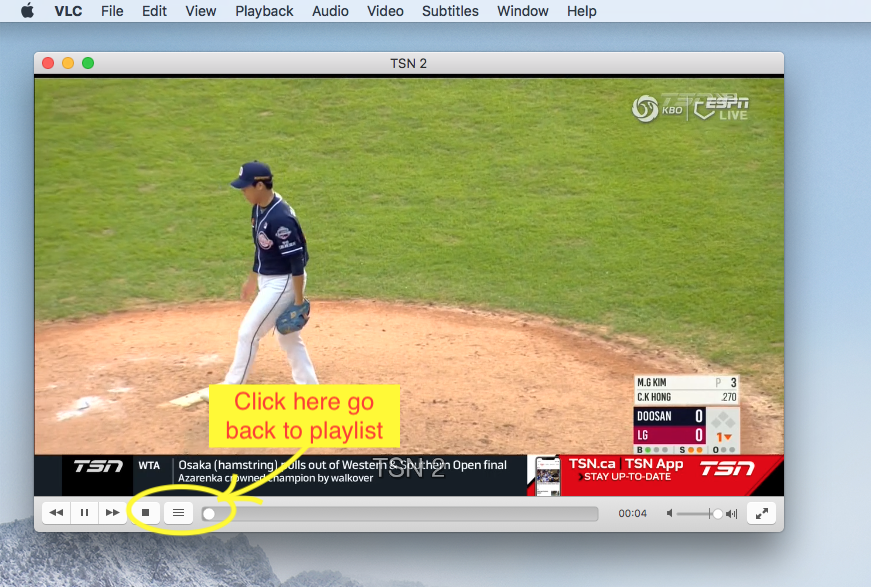 VLC File Edit View Playback Audio Video Subtitles Window Help
TSN 2
KBO ESPN
LIVE
Click here go
back to playlist
M.G KIM P 3
C.K HONG .270
DOOSAN 0
LG 0 1
B S O
TSN WTA Osaka (hamstring) pulls out of Western & Southern Open final
Azarenka crowned champion by walkover
TSN 2
TSN.ca TSN App
STAY UP-TO-DATE
TSN
00:04